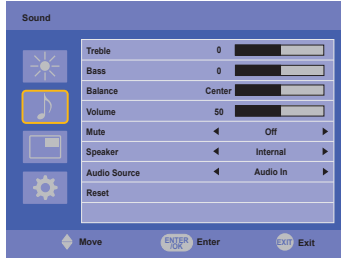 Sound
Treble 0
Bass 0
Balance Center
Volume 50
Mute Off
Speaker Internal
Audio Source Audio In
Reset
Move ENTER /OK Enter EXIT Exit